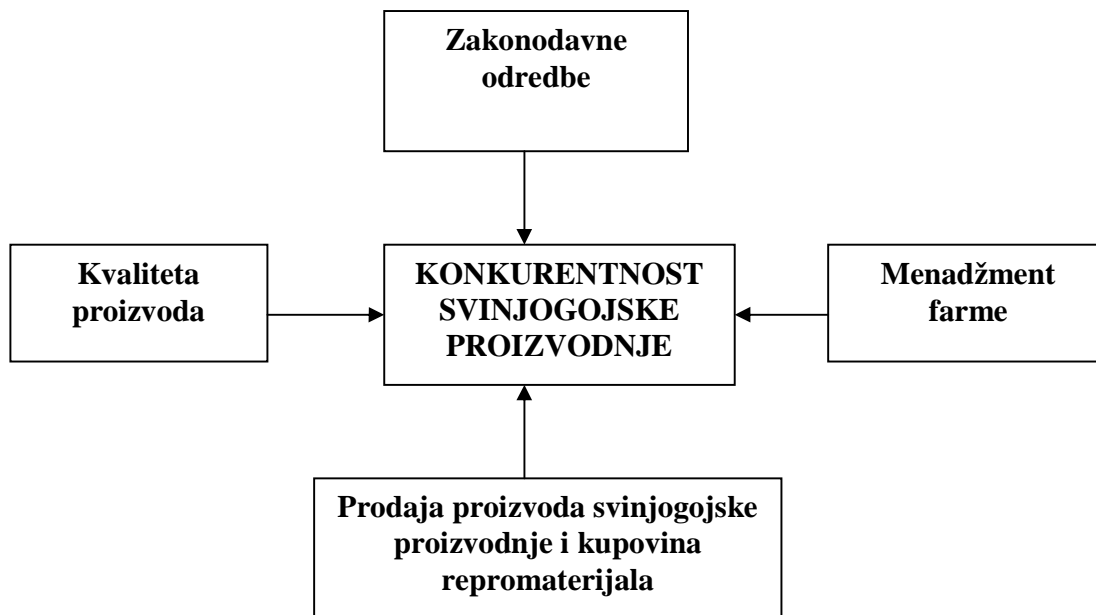 Zakonodavne
odredbe
Kvaliteta
proizvoda
KONKURENTNOST
SVINJOGOJSKE
PROIZVODNJE
Menadžment
farme
Prodaja proizvoda svinjogojske
proizvodnje i kupovina
repromaterijala